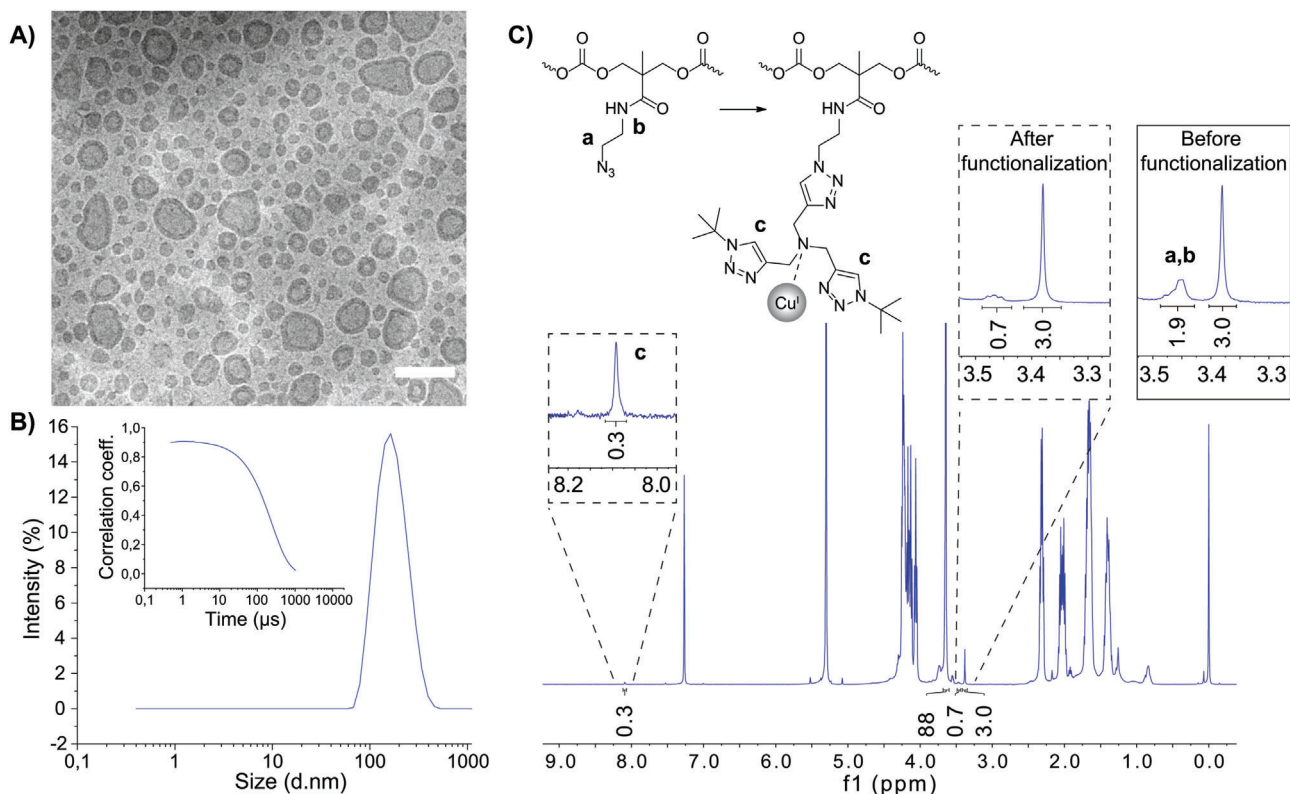 A)
B)
Intensity (%)
16
14
12
10
8
6
4
2
0
-2
0,1
1
10
100
1000
Size (d.nm)
Correlation coeff.
1,0
0,8
0,6
0,4
0,2
0,0
0,1
1
100
10000
1000
Time (µs)
C)
O
O
O
O
O
HN
O
a
b
N3
O
O
O
O
O
HN
O
N
N
N
c
N
N
N
N
N
c
N
N
N
CuI
After
functionalization
0.7
3.0
3.5
3.4
3.3
Before
functionalization
a,b
1.9
3.0
3.5
3.4
3.3
c
0.3
8.2
8.0
0.3
88
0.7
3.0
9.0
8.0
7.0
6.0
5.0
4.0
3.0
2.0
1.0
0.0
f1 (ppm)